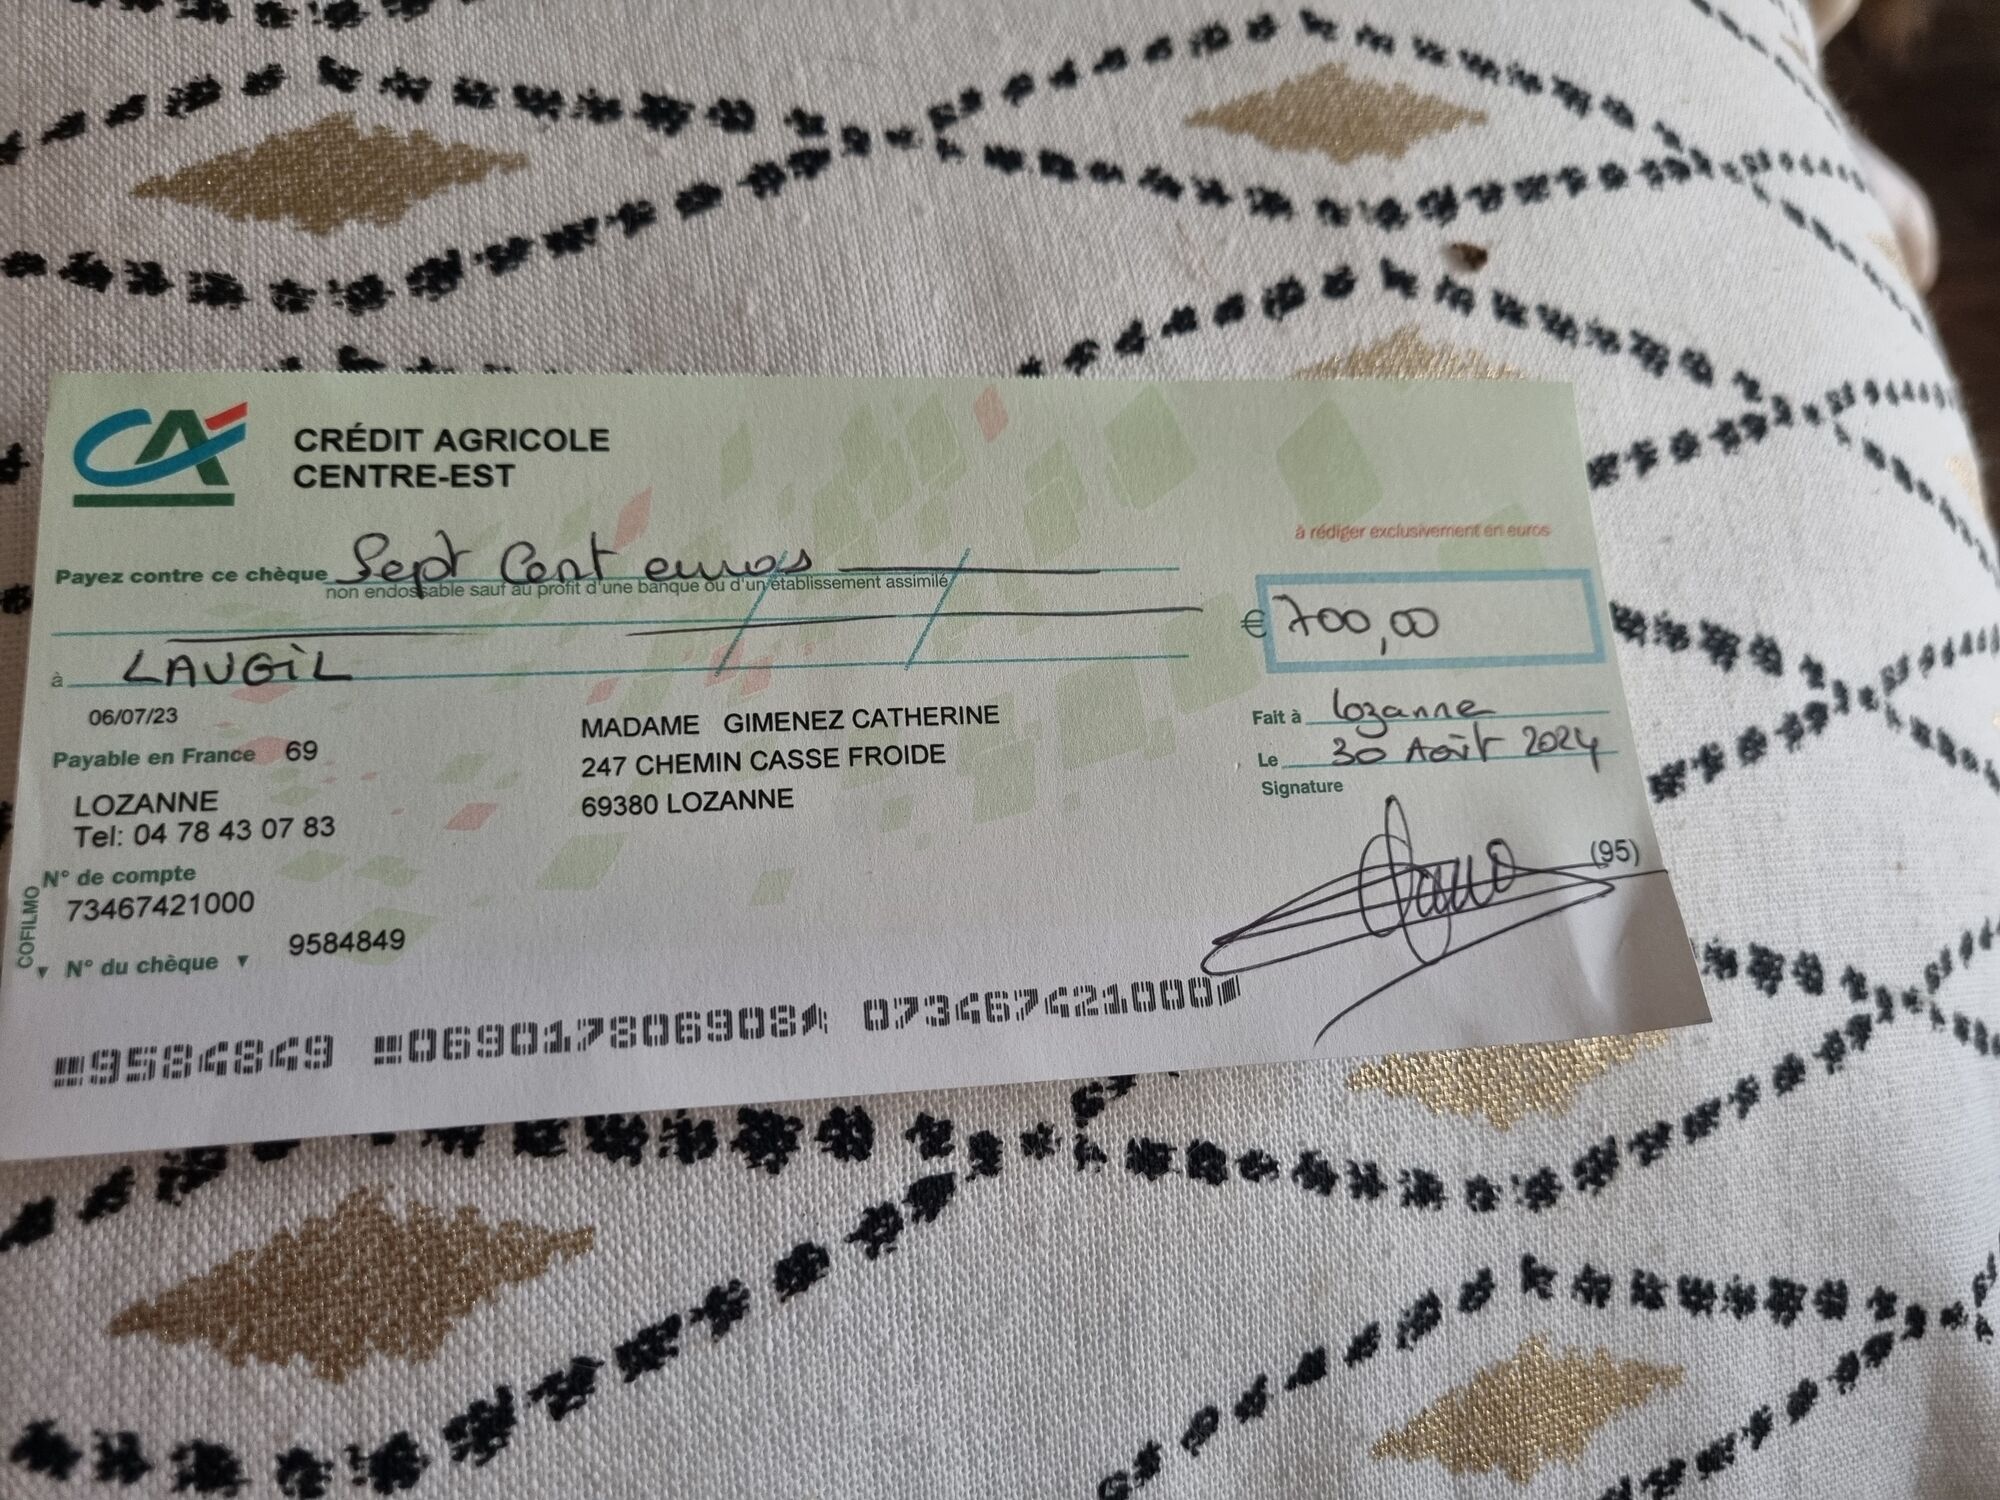 CA
CRÉDIT AGRICOLE
CENTRE-EST
à rédiger exclusivement en euros
Payez contre ce chèque Sept Cent euros
non endossable sauf au profit d'une banque ou d'un établissement assimilé
€ 700,00
à LAUGIL
06/07/23
Payable en France 69
LOZANNE
Tel: 04 78 43 07 83
N° de compte
73467421000
COFILMO
N° du chèque 9584849
MADAME GIMENEZ CATHERINE
247 CHEMIN CASSE FROIDE
69380 LOZANNE
Fait à Lozanne
Le 30 Août 2024
Signature
(95)
9584849 069017806908 073467421000